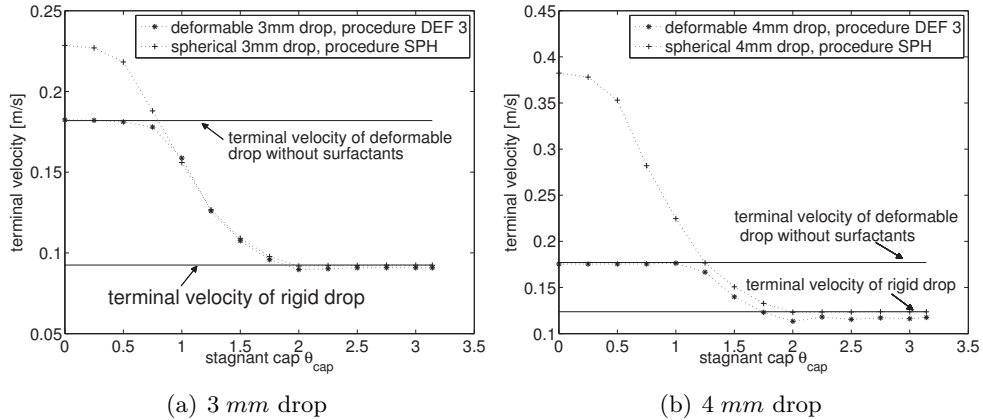 deformable 3mm drop, procedure DEF 3
spherical 3mm drop, procedure SPH
0.25
0.2
0.15
0.1
0.05
terminal velocity [m/s]
terminal velocity of deformable
drop without surfactants
terminal velocity of rigid drop
0 0.5 1 1.5 2 2.5 3 3.5
stagnant cap θcap
(a) 3 mm drop
deformable 4mm drop, procedure DEF 3
spherical 4mm drop, procedure SPH
0.45
0.4
0.35
0.3
0.25
0.2
0.15
0.1
terminal velocity [m/s]
terminal velocity of deformable
drop without surfactants
terminal velocity of rigid drop
0 0.5 1 1.5 2 2.5 3 3.5
stagnant cap θcap
(b) 4 mm drop